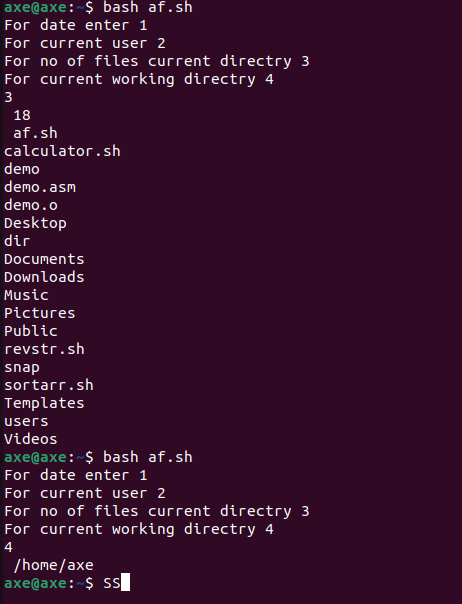 axe@axe:~$ bash af.sh
For date enter 1
For current user 2
For no of files current directry 3
For current working directry 4
3
 18
 af.sh
calculator.sh
demo
demo.asm
demo.o
Desktop
dir
Documents
Downloads
Music
Pictures
Public
revstr.sh
snap
sortarr.sh
Templates
users
Videos
axe@axe:~$ bash af.sh
For date enter 1
For current user 2
For no of files current directry 3
For current working directry 4
4
 /home/axe
axe@axe:~$ SS